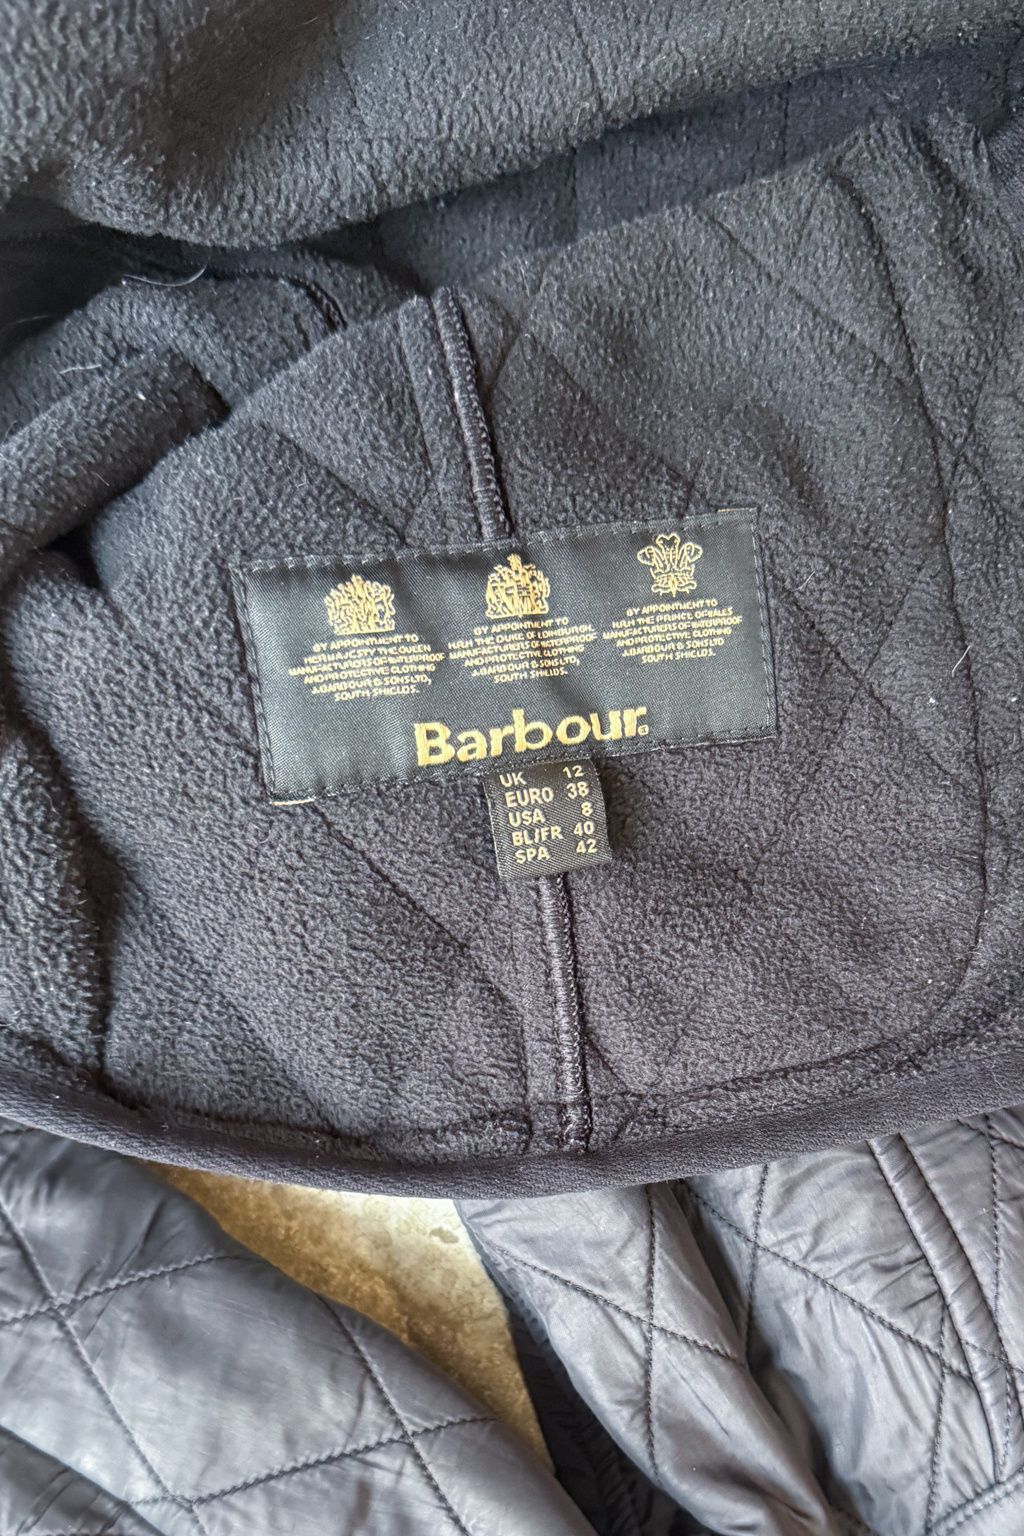 BY APPOINTMENT TO
HER MAJESTY THE QUEEN
MANUFACTURERS OF WATERPROOF
AND PROTECTIVE CLOTHING
J.BARBOUR & SONS LTD,
SOUTH SHIELDS.
BY APPOINTMENT TO
H.R.H THE DUKE OF EDINBURGH
MANUFACTURERS OF WATERPROOF
AND PROTECTIVE CLOTHING
J.BARBOUR & SONS LTD,
SOUTH SHIELDS.
BY APPOINTMENT TO
H.R.H THE PRINCE OF WALES
MANUFACTURERS OF WATERPROOF
AND PROTECTIVE CLOTHING
J.BARBOUR & SONS LTD
SOUTH SHIELDS.
Barbour
UK 12
EURO 38
USA 8
BL/FR 40
SPA 42